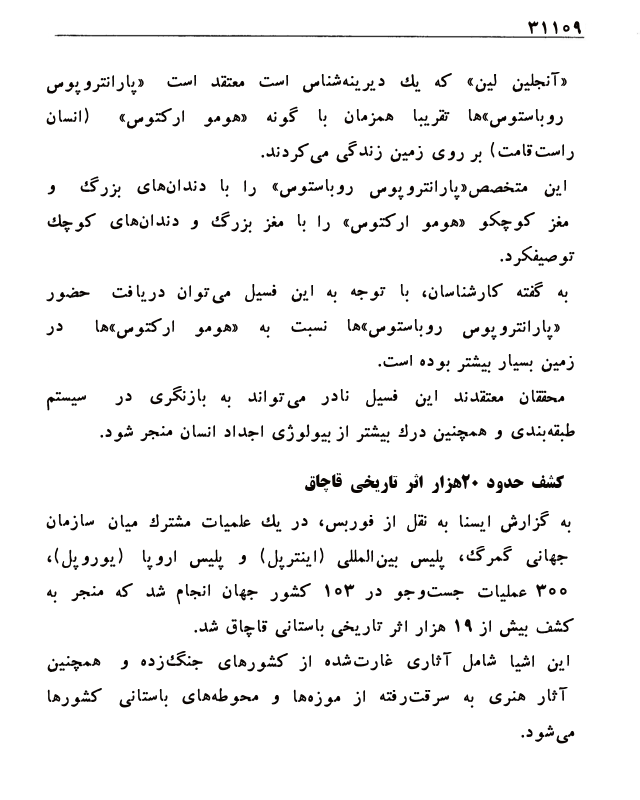 ۳۱۱۰۹
«آنجلین لین» که یك دیرینه‌شناس است معتقد است «پارانتروپوس
روباستوس»ها تقریبا همزمان با گونه «هومو ارکتوس» (انسان
راست‌قامت) بر روی زمین زندگی می‌کردند.
این متخصص«پارانتروپوس روباستوس» را با دندان‌های بزرگ و
مغز کوچکو «هومو ارکتوس» را با مغز بزرگ و دندان‌های کوچك
توصیفکرد.
به گفته کارشناسان، با توجه به این فسیل می‌توان دریافت حضور
«پارانتروپوس روباستوس»ها نسبت به «هومو ارکتوس»ها در
زمین بسیار بیشتر بوده است.
محققان معتقدند این فسیل نادر می‌تواند به بازنگری در سیستم
طبقه‌بندی و همچنین درك بیشتر از بیولوژی اجداد انسان منجر شود.
کشف حدود ۲۰هزار اثر تاریخی قاچاق
به گزارش ایسنا به نقل از فوربس، در یك علمیات مشترك میان سازمان
جهانی گمرگ، پلیس بین‌المللی (اینترپل) و پلیس اروپا (یوروپل)،
۳۰۰ عملیات جست‌وجو در ۱۰۳ کشور جهان انجام شد که منجر به
کشف بیش از ۱۹ هزار اثر تاریخی باستانی قاچاق شد.
این اشیا شامل آثاری غارت‌شده از کشورهای جنگ‌زده و همچنین
آثار هنری به سرقت‌رفته از موزه‌ها و محوطه‌های باستانی کشورها
می‌شود.